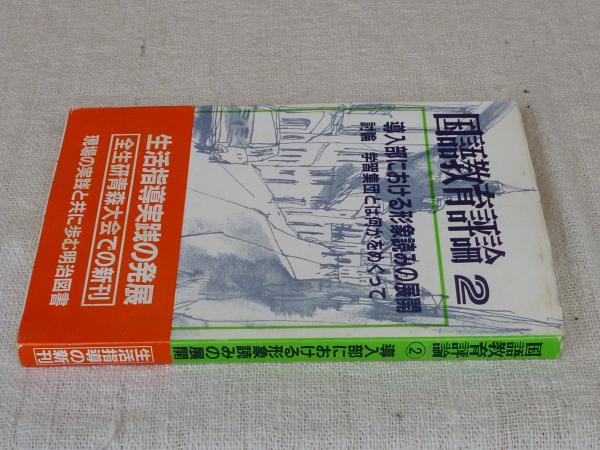 国語教育評論 2
導入部における形象読みの展開
討論/学習集団とは何かをめぐって
生活指導実践の発展
全生研青森大会での新刊
現場の実践と共に歩む明治図書
国語教育評論 ② 導入部における形象読みの展開
生活指導の新刊